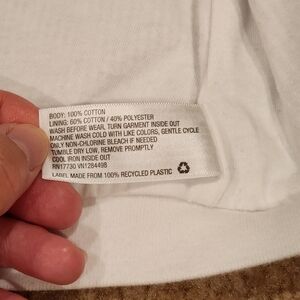 BODY: 100% COTTON
LINING: 60% COTTON / 40% POLYESTER
WASH BEFORE WEAR, TURN GARMENT INSIDE OUT
MACHINE WASH COLD WITH LIKE COLORS, GENTLE CYCLE
ONLY NON-CHLORINE BLEACH IF NEEDED
TUMBLE DRY LOW, REMOVE PROMPTLY
COOL IRON INSIDE OUT
RN17730 VN1284498
LABEL MADE FROM 100% RECYCLED PLASTIC